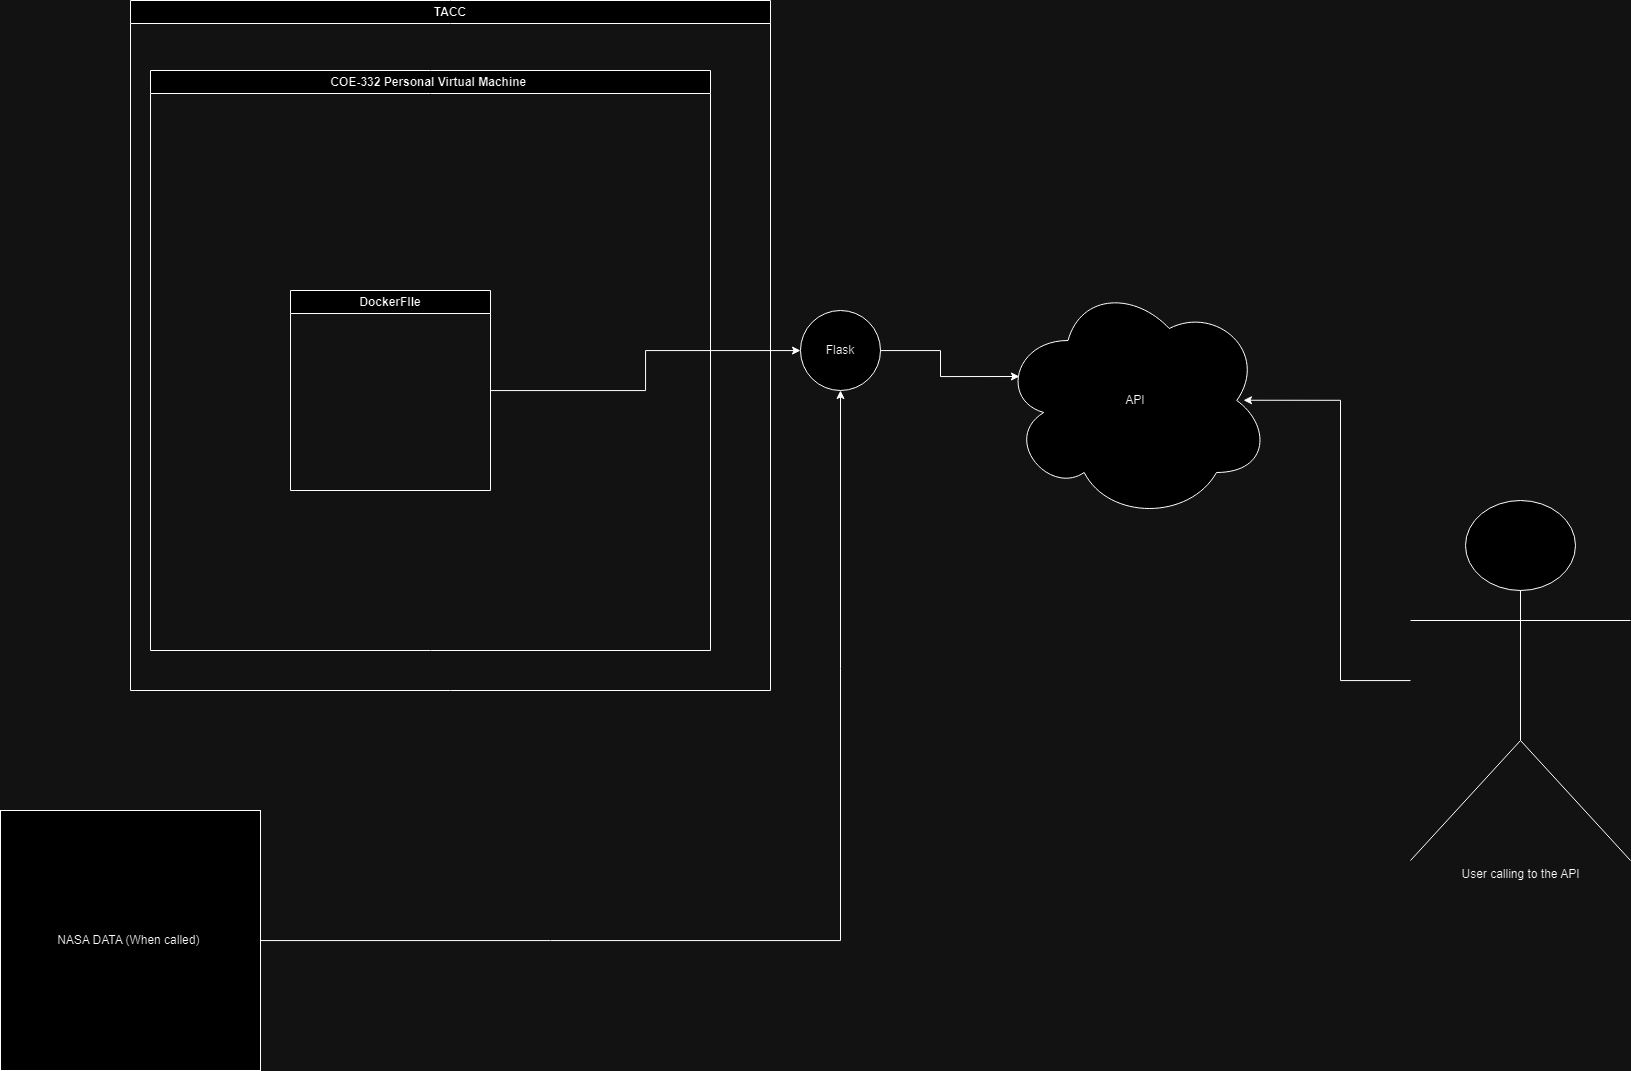 TACC
COE-332 Personal Virtual Machine
DockerFIle
Flask
API
User calling to the API
NASA DATA (When called)